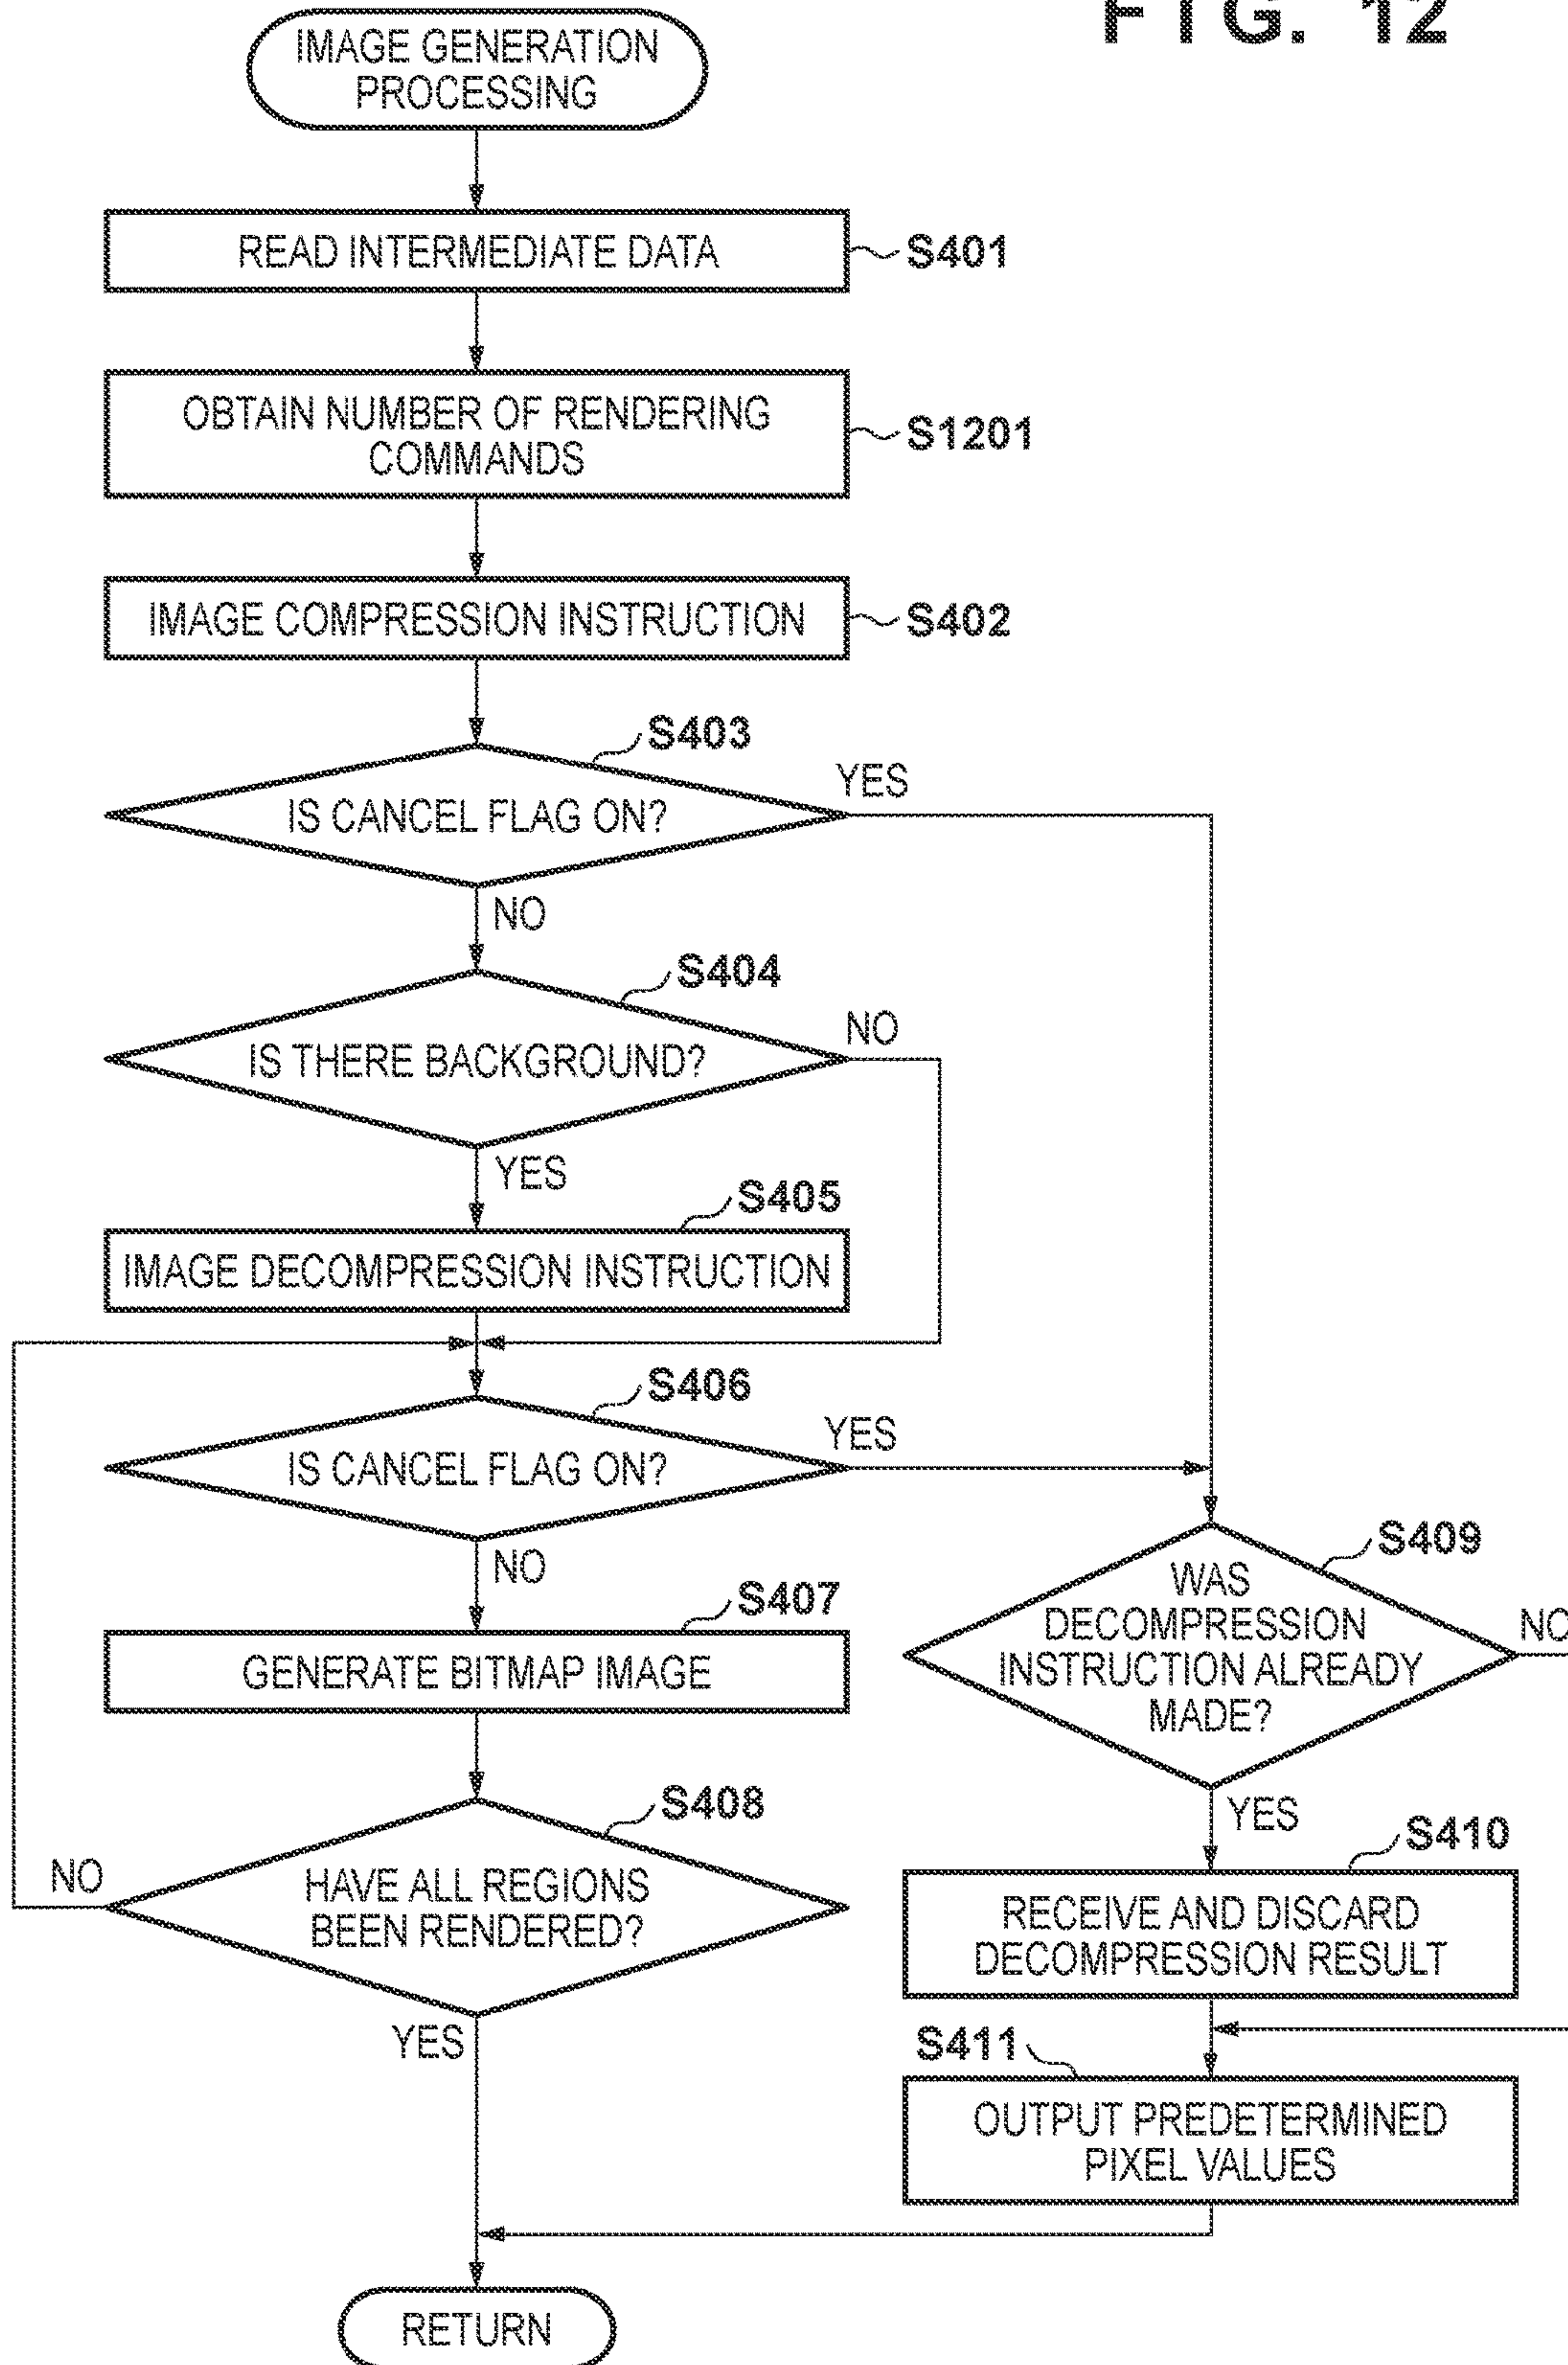 FIG. 12
IMAGE GENERATION
PROCESSING
READ INTERMEDIATE DATA
S401
OBTAIN NUMBER OF RENDERING
COMMANDS
S1201
IMAGE COMPRESSION INSTRUCTION
S402
S403
IS CANCEL FLAG ON?
YES
NO
S404
IS THERE BACKGROUND?
NO
YES
S405
IMAGE DECOMPRESSION INSTRUCTION
S406
IS CANCEL FLAG ON?
YES
NO
S407
GENERATE BITMAP IMAGE
S408
HAVE ALL REGIONS
BEEN RENDERED?
NO
YES
S409
WAS
DECOMPRESSION
INSTRUCTION ALREADY
MADE?
NO
YES
S410
RECEIVE AND DISCARD
DECOMPRESSION RESULT
S411
OUTPUT PREDETERMINED
PIXEL VALUES
RETURN